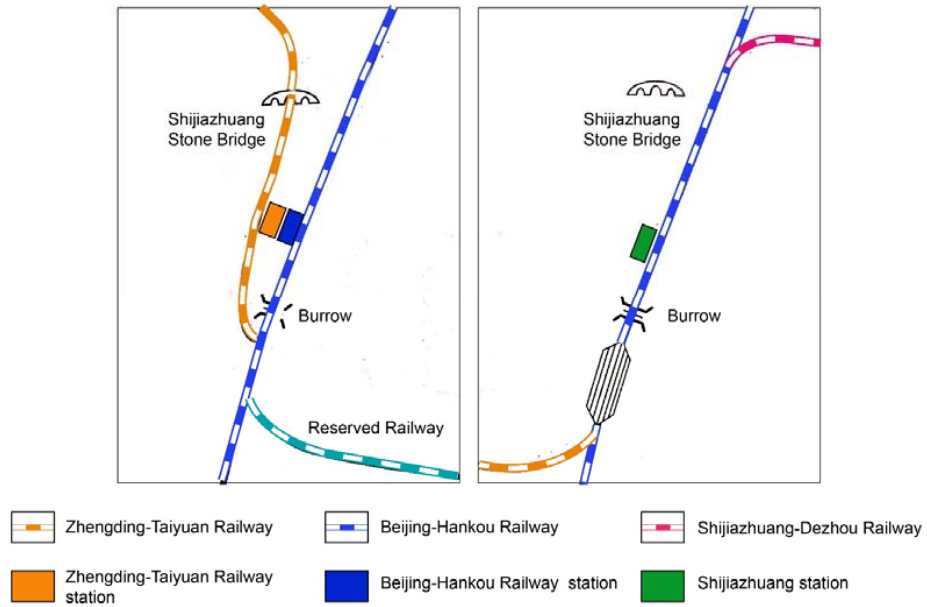 Shijiazhuang
Stone Bridge
Burrow
Reserved Railway
Shijiazhuang
Stone Bridge
Burrow
Zhengding-Taiyuan Railway
Beijing-Hankou Railway
Shijiazhuang-Dezhou Railway
Zhengding-Taiyuan Railway
station
Beijing-Hankou Railway station
Shijiazhuang station